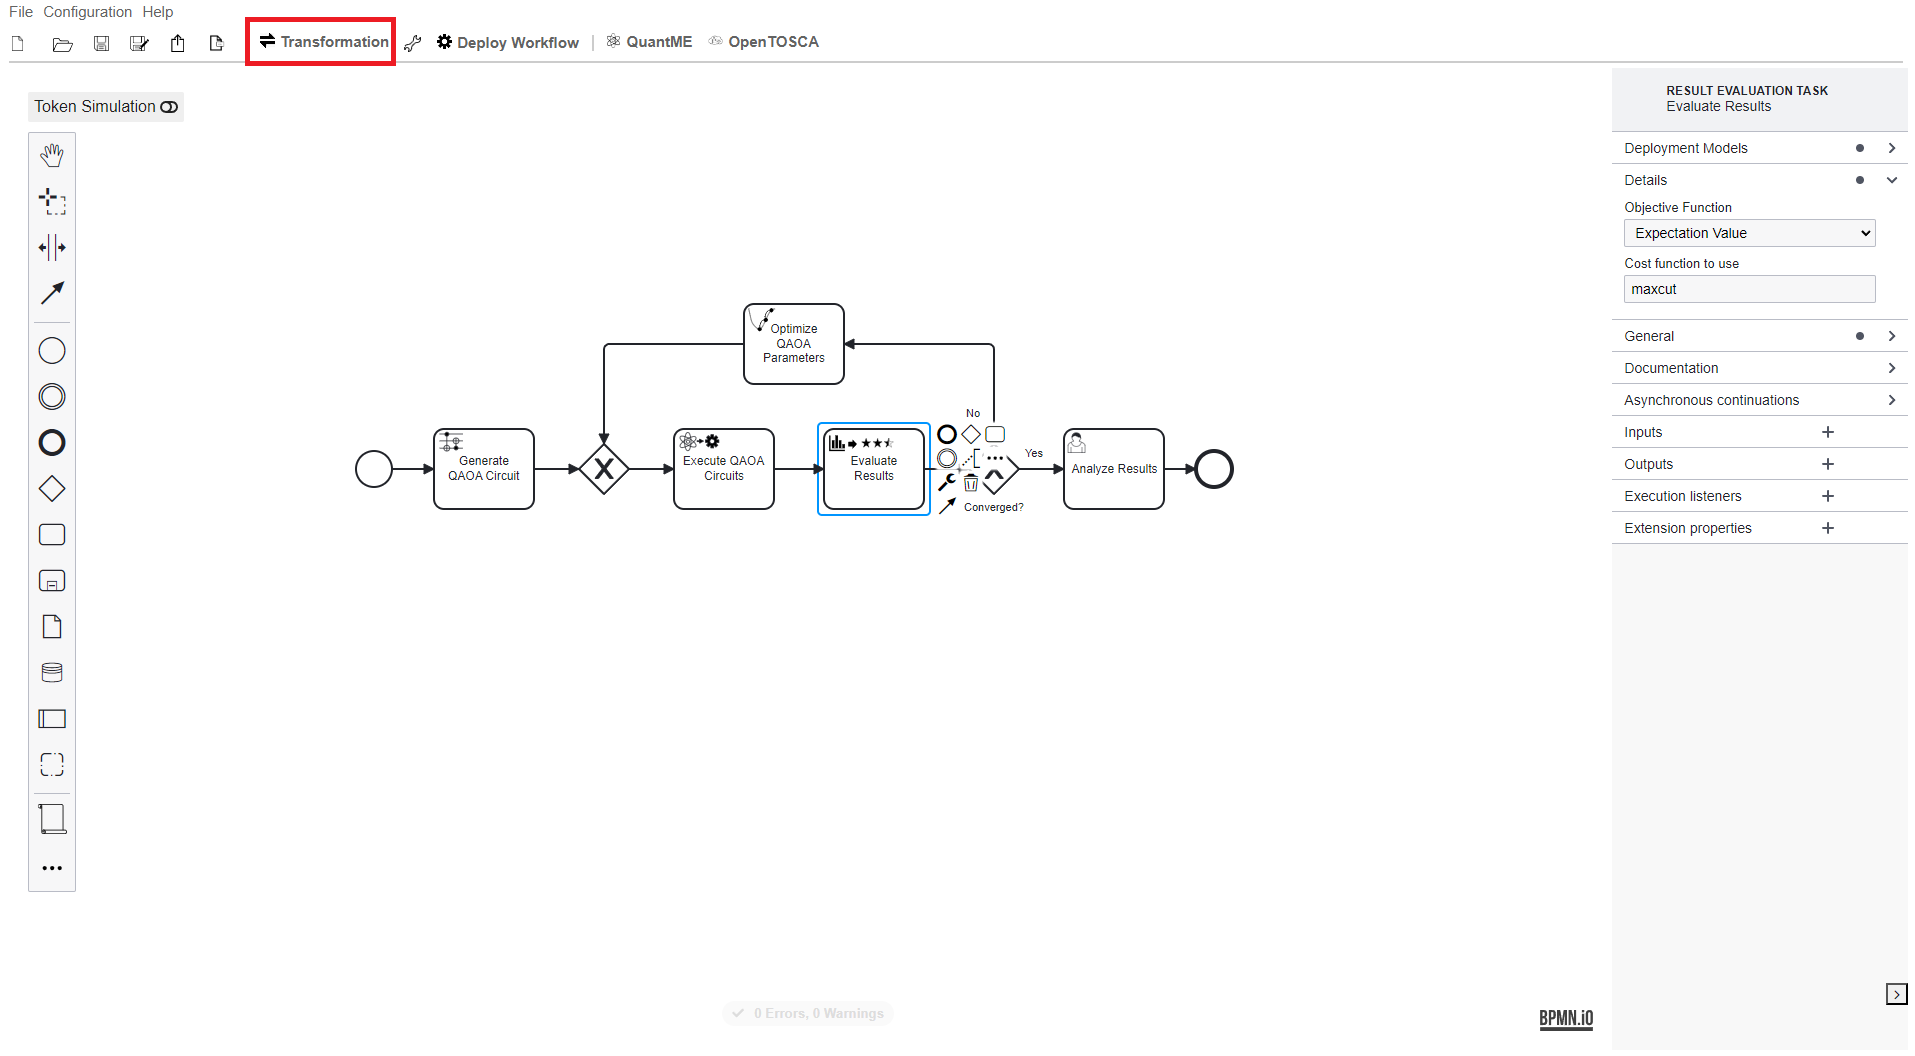 File Configuration Help
Transformation Deploy Workflow | QuantME OpenTOSCA
Token Simulation
RESULT EVALUATION TASK
Evaluate Results
Deployment Models
Details
Objective Function
Expectation Value
Cost function to use
maxcut
General
Documentation
Asynchronous continuations
Inputs
Outputs
Execution listeners
Extension properties
Optimize
QAOA
Parameters
Generate
QAOA Circuit
X
Execute QAOA
Circuits
Evaluate
Results
No
Yes
Converged?
Analyze Results
0 Errors, 0 Warnings
BPMN.iO